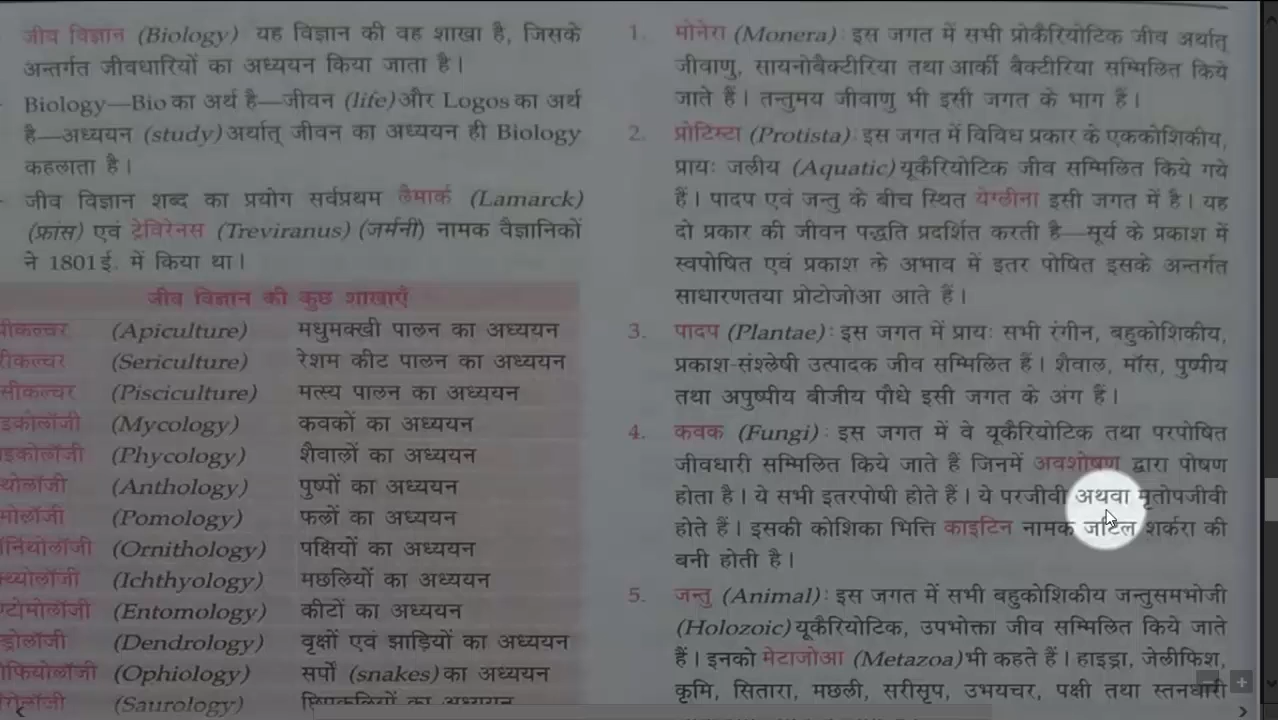 जीव विज्ञान (Biology) यह विज्ञान की वह शाखा है, जिसके
अन्तर्गत जीवधारियों का अध्ययन किया जाता है।
Biology—Bio का अर्थ है—जीवन (life) और Logos का अर्थ
है—अध्ययन (study) अर्थात् जीवन का अध्ययन ही Biology
कहलाता है।
जीव विज्ञान शब्द का प्रयोग सर्वप्रथम लैमार्क (Lamarck)
(फ्रांस) एवं ट्रेविरेनस (Treviranus) (जर्मनी) नामक वैज्ञानिकों
ने 1801 ई. में किया था।
जीव विज्ञान की कुछ शाखाएँ
(Apiculture) मधुमक्खी पालन का अध्ययन
(Sericulture) रेशम कीट पालन का अध्ययन
(Pisciculture) मत्स्य पालन का अध्ययन
(Mycology) कवकों का अध्ययन
(Phycology) शैवालों का अध्ययन
(Anthology) पुष्पों का अध्ययन
(Pomology) फलों का अध्ययन
(Ornithology) पक्षियों का अध्ययन
(Ichthyology) मछलियों का अध्ययन
(Entomology) कीटों का अध्ययन
(Dendrology) वृक्षों एवं झाड़ियों का अध्ययन
(Ophiology) सर्पों (snakes) का अध्ययन
(Saurology) छिपकलियों का अध्ययन
1. मोनेरा (Monera) : इस जगत में सभी प्रोकैरियोटिक जीव अर्थात्
जीवाणु, सायनोबैक्टीरिया तथा आर्की बैक्टीरिया सम्मिलित किये
जाते हैं। तन्तुमय जीवाणु भी इसी जगत के भाग हैं।
2. प्रोटिस्टा (Protista) : इस जगत में विविध प्रकार के एककोशिकीय,
प्रायः जलीय (Aquatic) यूकैरियोटिक जीव सम्मिलित किये गये
हैं। पादप एवं जन्तु के बीच स्थित येग्लीना इसी जगत में है। यह
दो प्रकार की जीवन पद्धति प्रदर्शित करती है—सूर्य के प्रकाश में
स्वपोषित एवं प्रकाश के अभाव में इतर पोषित इसके अन्तर्गत
साधारणतया प्रोटोजोआ आते हैं।
3. पादप (Plantae) : इस जगत में प्रायः सभी रंगीन, बहुकोशिकीय,
प्रकाश-संश्लेषी उत्पादक जीव सम्मिलित हैं। शैवाल, मॉस, पुष्पीय
तथा अपुष्पीय बीजीय पौधे इसी जगत के अंग हैं।
4. कवक (Fungi) : इस जगत में वे यूकैरियोटिक तथा परपोषित
जीवधारी सम्मिलित किये जाते हैं जिनमें अवशोषण द्वारा पोषण
होता है। ये सभी इतरपोषी होते हैं। ये परजीवी अथवा मृतोपजीवी
होते हैं। इसकी कोशिका भित्ति काइटिन नामक जटिल शर्करा की
बनी होती है।
5. जन्तु (Animal) : इस जगत में सभी बहुकोशिकीय जन्तुसमभोजी
(Holozoic) यूकैरियोटिक, उपभोक्ता जीव सम्मिलित किये जाते
हैं। इनको मेटाजोआ (Metazoa) भी कहते हैं। हाइड्रा, जेलीफिश,
कृमि, सितारा, मछली, सरीसृप, उभयचर, पक्षी तथा स्तनधारी